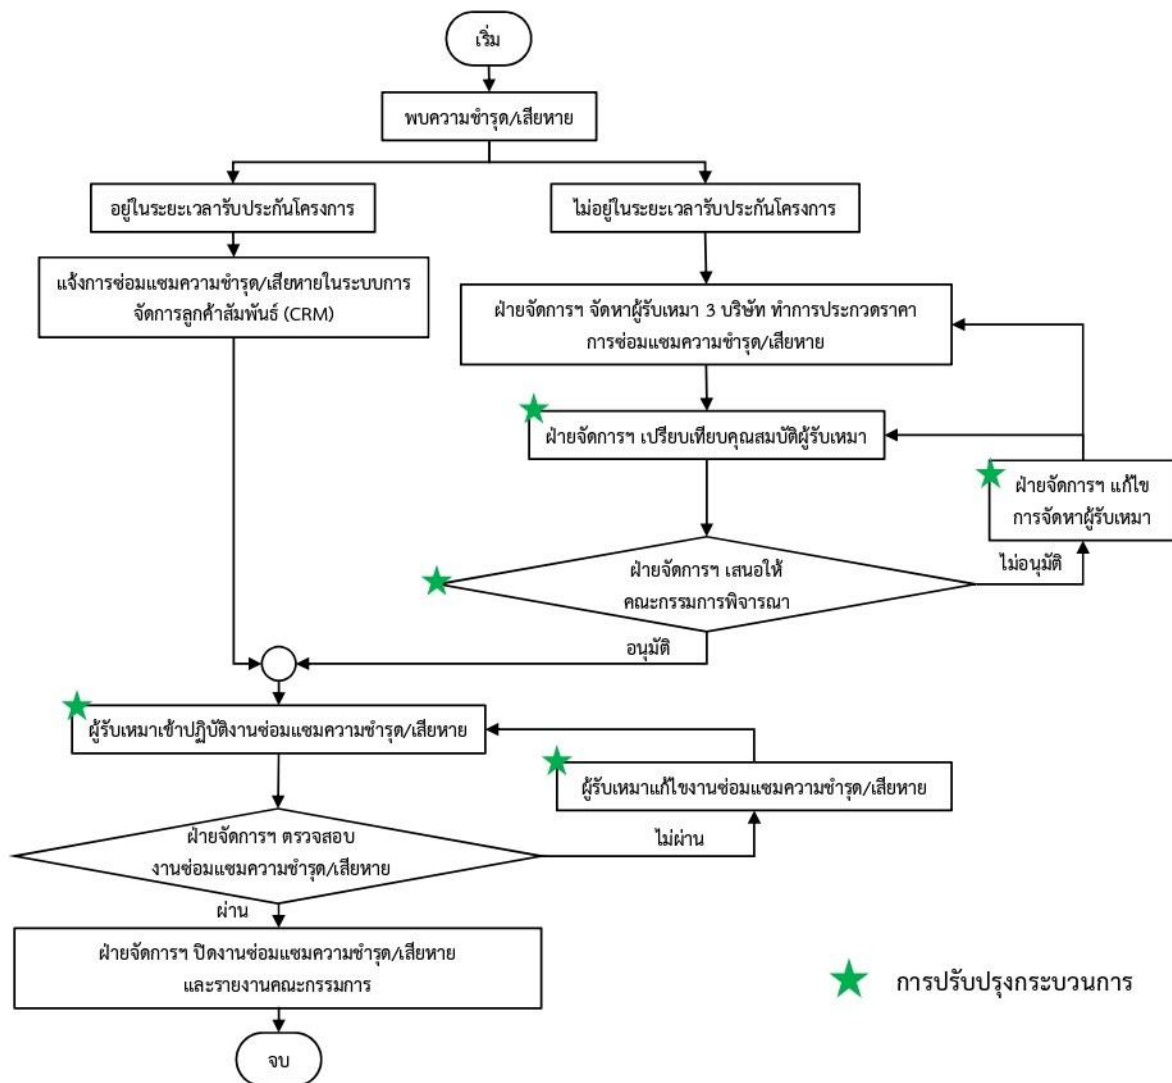 เริ่ม
พบความชำรุด/เสียหาย
อยู่ในระยะเวลารับประกันโครงการ
ไม่อยู่ในระยะเวลารับประกันโครงการ
แจ้งการซ่อมแซมความชำรุด/เสียหายในระบบการ
จัดการลูกค้าสัมพันธ์ (CRM)
ฝ่ายจัดการฯ จัดหาผู้รับเหมา 3 บริษัท ทำการประกวดราคา
การซ่อมแซมความชำรุด/เสียหาย
ฝ่ายจัดการฯ เปรียบเทียบคุณสมบัติผู้รับเหมา
ฝ่ายจัดการฯ แก้ไข
การจัดหาผู้รับเหมา
ไม่อนุมัติ
ฝ่ายจัดการฯ เสนอให้
คณะกรรมการพิจารณา
อนุมัติ
ผู้รับเหมาเข้าปฏิบัติงานซ่อมแซมความชำรุด/เสียหาย
ผู้รับเหมาแก้ไขงานซ่อมแซมความชำรุด/เสียหาย
ฝ่ายจัดการฯ ตรวจสอบ
งานซ่อมแซมความชำรุด/เสียหาย
ไม่ผ่าน
ผ่าน
ฝ่ายจัดการฯ ปิดงานซ่อมแซมความชำรุด/เสียหาย
และรายงานคณะกรรมการ
การปรับปรุงกระบวนการ
จบ